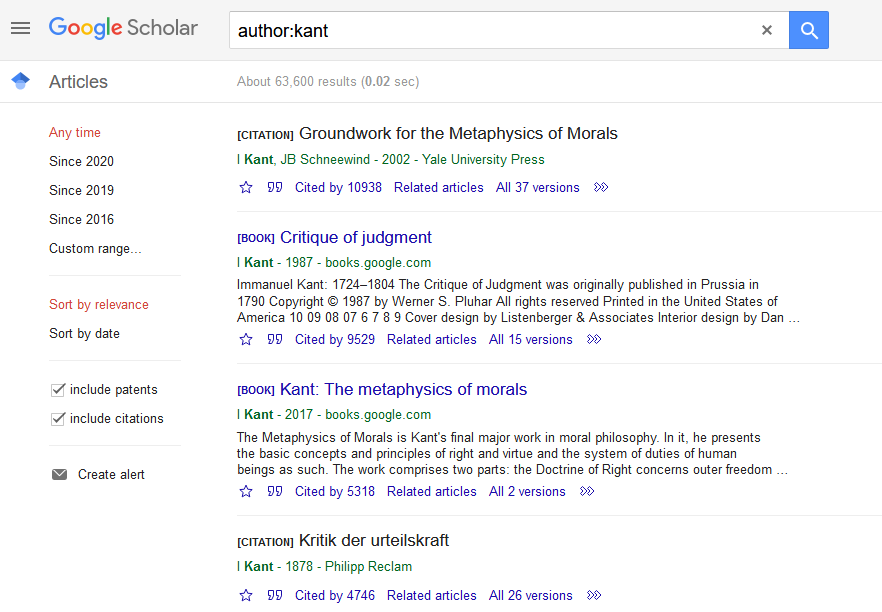 Google Scholar
author:kant
Articles
About 63,600 results (0.02 sec)
Any time
Since 2020
Since 2019
Since 2016
Custom range...
Sort by relevance
Sort by date
include patents
include citations
Create alert
[CITATION] Groundwork for the Metaphysics of Morals
I Kant, JB Schneewind - 2002 - Yale University Press
Cited by 10938 Related articles All 37 versions
[BOOK] Critique of judgment
I Kant - 1987 - books.google.com
Immanuel Kant: 1724–1804 The Critique of Judgment was originally published in Prussia in
1790 Copyright © 1987 by Werner S. Pluhar All rights reserved Printed in the United States of
America 10 09 08 07 6 7 8 9 Cover design by Listenberger & Associates Interior design by Dan …
Cited by 9529 Related articles All 15 versions
[BOOK] Kant: The metaphysics of morals
I Kant - 2017 - books.google.com
The Metaphysics of Morals is Kant's final major work in moral philosophy. In it, he presents
the basic concepts and principles of right and virtue and the system of duties of human
beings as such. The work comprises two parts: the Doctrine of Right concerns outer freedom …
Cited by 5318 Related articles All 2 versions
[CITATION] Kritik der urteilskraft
I Kant - 1878 - Philipp Reclam
Cited by 4746 Related articles All 26 versions